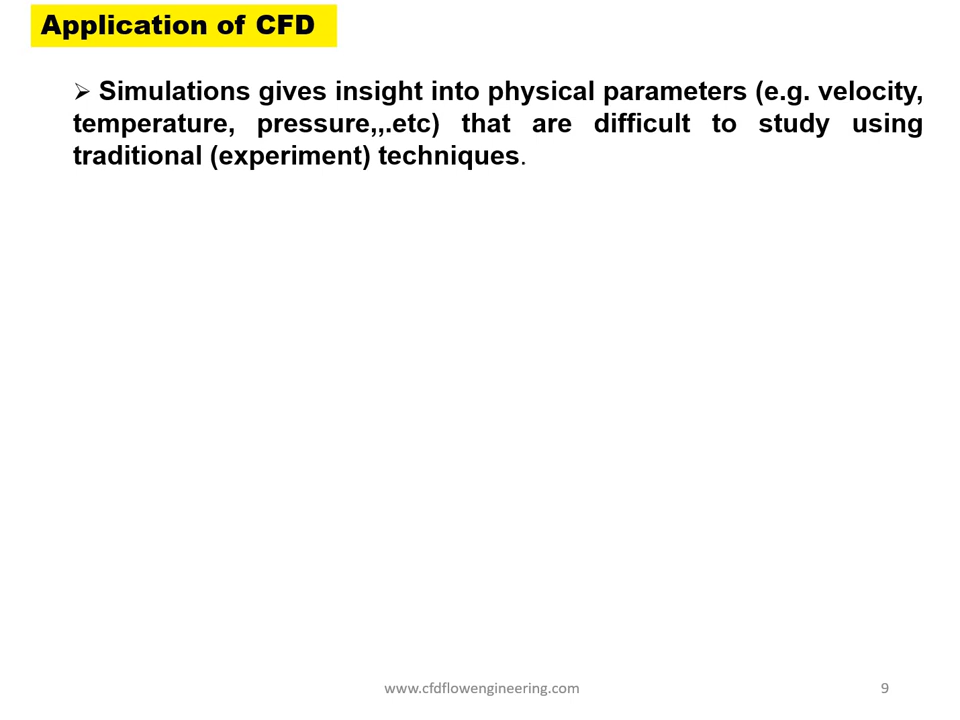 Application of CFD
➢ Simulations gives insight into physical parameters (e.g. velocity,
temperature, pressure,,.etc) that are difficult to study using
traditional (experiment) techniques.
www.cfdflowengineering.com
9